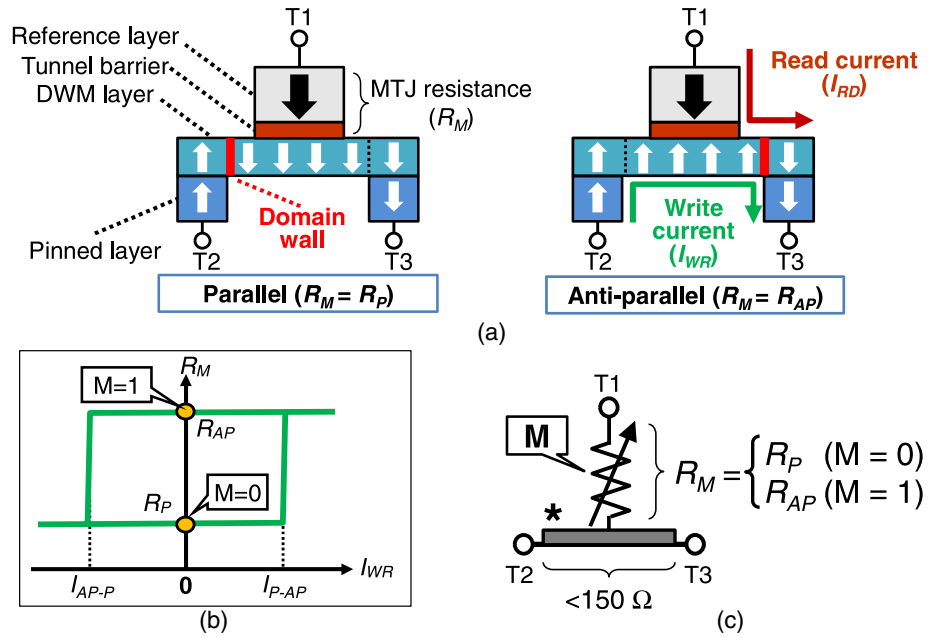 T1
Reference layer
Tunnel barrier
DWM layer
MTJ resistance
(R_M)
Domain
wall
Pinned layer
T2
T3
Parallel (R_M = R_P)
T1
Read current
(I_RD)
Write
current
(I_WR)
T2
T3
Anti-parallel (R_M = R_AP)
(a)
R_M
M=1
R_AP
R_P
M=0
I_AP-P
0
I_P-AP
I_WR
(b)
T1
M
R_M = { R_P (M = 0)
R_AP (M = 1)
*
T2
T3
<150 Ω
(c)